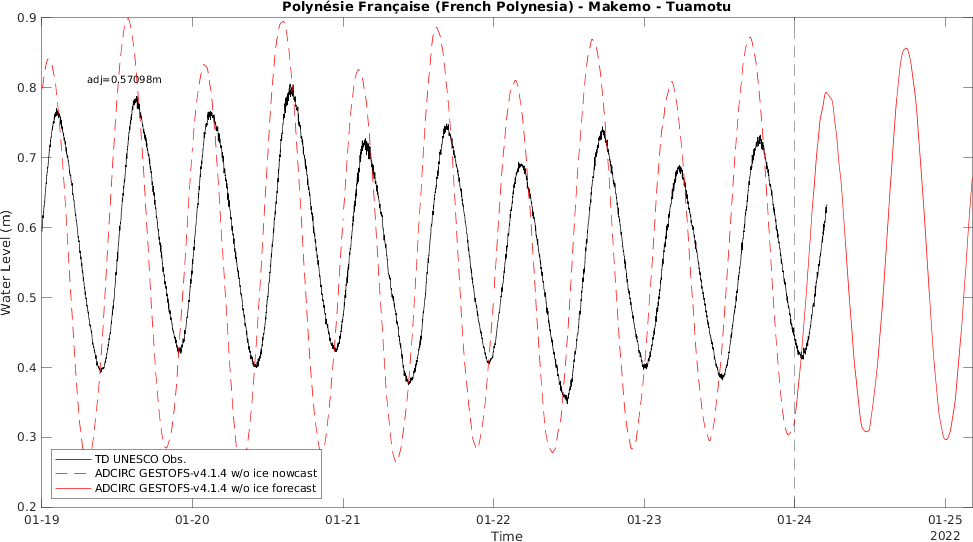 Polynésie Française (French Polynesia) - Makemo - Tuamotu
0.9
adj=0.57098m
0.8
0.7
0.6
0.5
0.4
0.3
0.2
Water Level (m)
TD UNESCO Obs.
ADCIRC GESTOFS-v4.1.4 w/o ice nowcast
ADCIRC GESTOFS-v4.1.4 w/o ice forecast
01-19 01-20 01-21 01-22 01-23 01-24 01-25
Time 2022